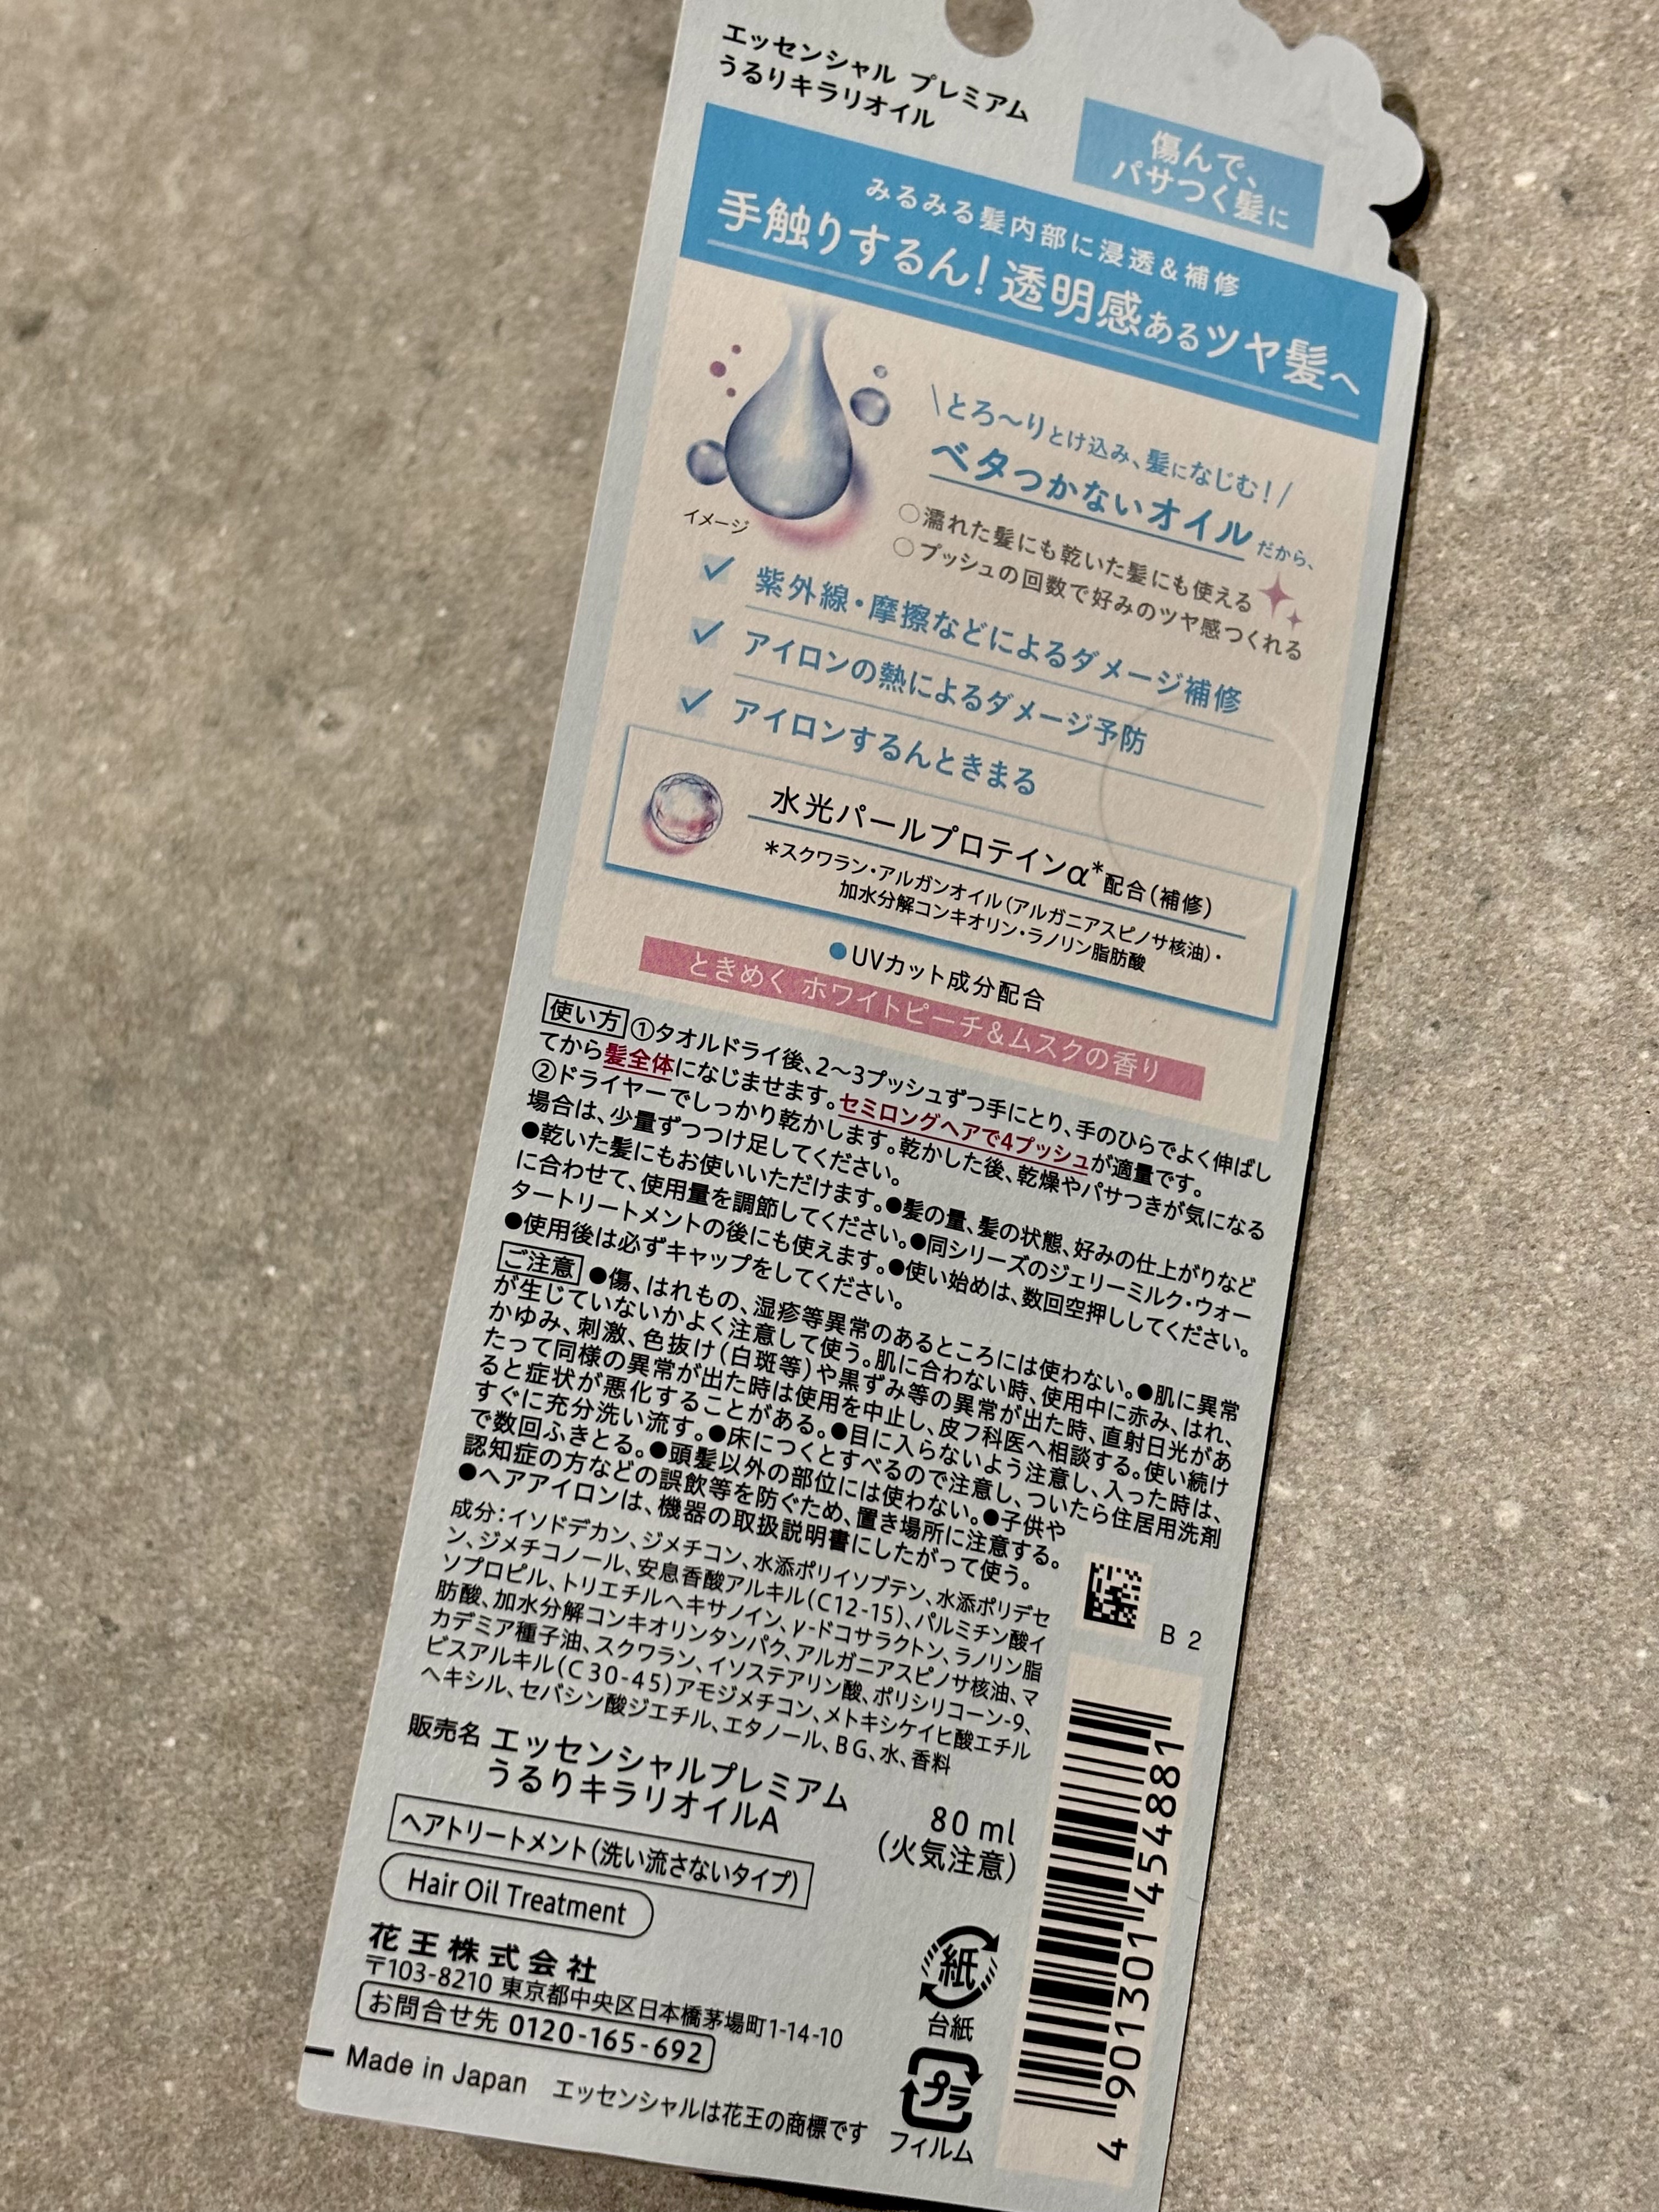 エッセンシャル プレミアム
うるりキラリオイル
傷んで、
パサつく髪に
みるみる髪内部に浸透&補修
手触りするん!透明感あるツヤ髪へ
\とろ〜りとけ込み、髪になじむ!/
ベタつかないオイルだから、
○濡れた髪にも乾いた髪にも使える
○プッシュの回数で好みのツヤ感つくれる
イメージ
✓ 紫外線・摩擦などによるダメージ補修
✓ アイロンの熱によるダメージ予防
✓ アイロンするんときまる
水光パールプロテインα*配合(補修)
*スクワラン・アルガンオイル(アルガニアスピノサ核油)・
加水分解コンキオリン・ラノリン脂肪酸
●UVカット成分配合
ときめく ホワイトピーチ&ムスクの香り
使い方 ①タオルドライ後、2〜3プッシュずつ手にとり、手のひらでよく伸ばし
てから髪全体になじませます。セミロングヘアで4プッシュが適量です。
②ドライヤーでしっかり乾かします。乾かした後、乾燥やパサつきが気になる
場合は、少量ずつつけ足してください。
●乾いた髪にもお使いいただけます。●髪の量、髪の状態、好みの仕上がりなど
に合わせて、使用量を調節してください。●同シリーズのジェリーミルク・ウォー
タートリートメントの後にも使えます。●使い始めは、数回空押ししてください。
●使用後は必ずキャップをしてください。
ご注意 ●傷、はれもの、湿疹等異常のあるところには使わない。●肌に異常
が生じていないかよく注意して使う。肌に合わない時、使用中に赤み、はれ、
かゆみ、刺激、色抜け(白斑等)や黒ずみ等の異常が出た時、直射日光があ
たって同様の異常が出た時は使用を中止し、皮フ科医へ相談する。使い続け
ると症状が悪化することがある。●目に入らないよう注意し、入った時は、
すぐに充分洗い流す。●床につくとすべるので注意し、ついたら住居用洗剤
で数回ふきとる。●頭髪以外の部位には使わない。●子供や
認知症の方などの誤飲等を防ぐため、置き場所に注意する。
●ヘアアイロンは、機器の取扱説明書にしたがって使う。
成分:イソドデカン、ジメチコン、水添ポリイソブテン、水添ポリデセ
ン、ジメチコノール、安息香酸アルキル(C12-15)、パルミチン酸イ
ソプロピル、トリエチルヘキサノイン、γ-ドコサラクトン、ラノリン脂
肪酸、加水分解コンキオリンタンパク、アルガニアスピノサ核油、マ
カデミア種子油、スクワラン、イソステアリン酸、ポリシリコーン-9、
ビスアルキル(C30-45)アモジメチコン、メトキシケイヒ酸エチル
ヘキシル、セバシン酸ジエチル、エタノール、BG、水、香料
B 2
販売名 エッセンシャルプレミアム
うるりキラリオイルA
80 ml
(火気注意)
ヘアトリートメント(洗い流さないタイプ)
Hair Oil Treatment
花王株式会社
〒103-8210 東京都中央区日本橋茅場町1-14-10
お問合せ先 0120-165-692
Made in Japan エッセンシャルは花王の商標です
紙
台紙
プラ
フィルム
4 901301 454881